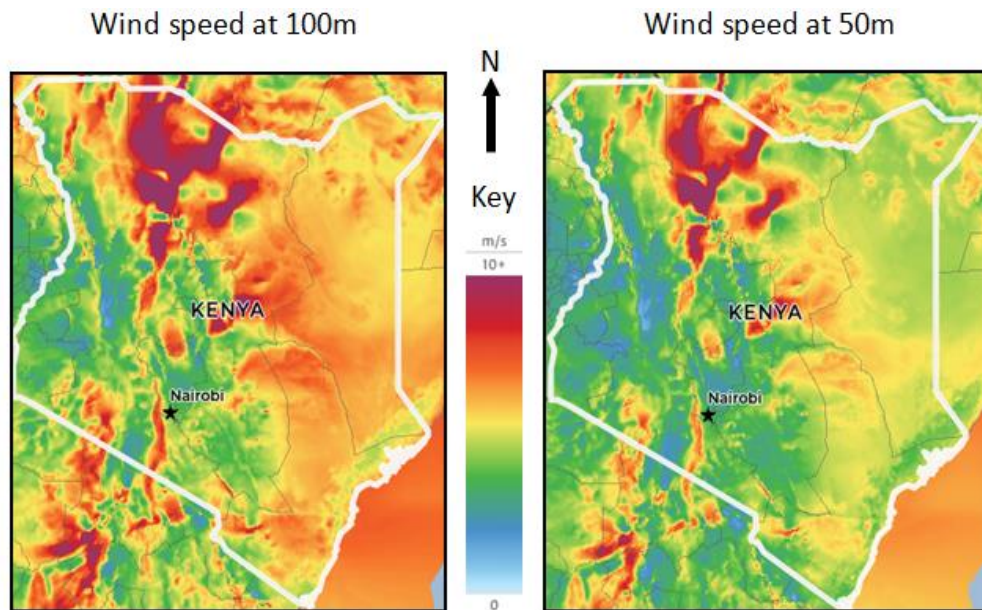 Wind speed at 100m
Wind speed at 50m
N
Key
m/s
10+
0
KENYA
Nairobi
KENYA
Nairobi